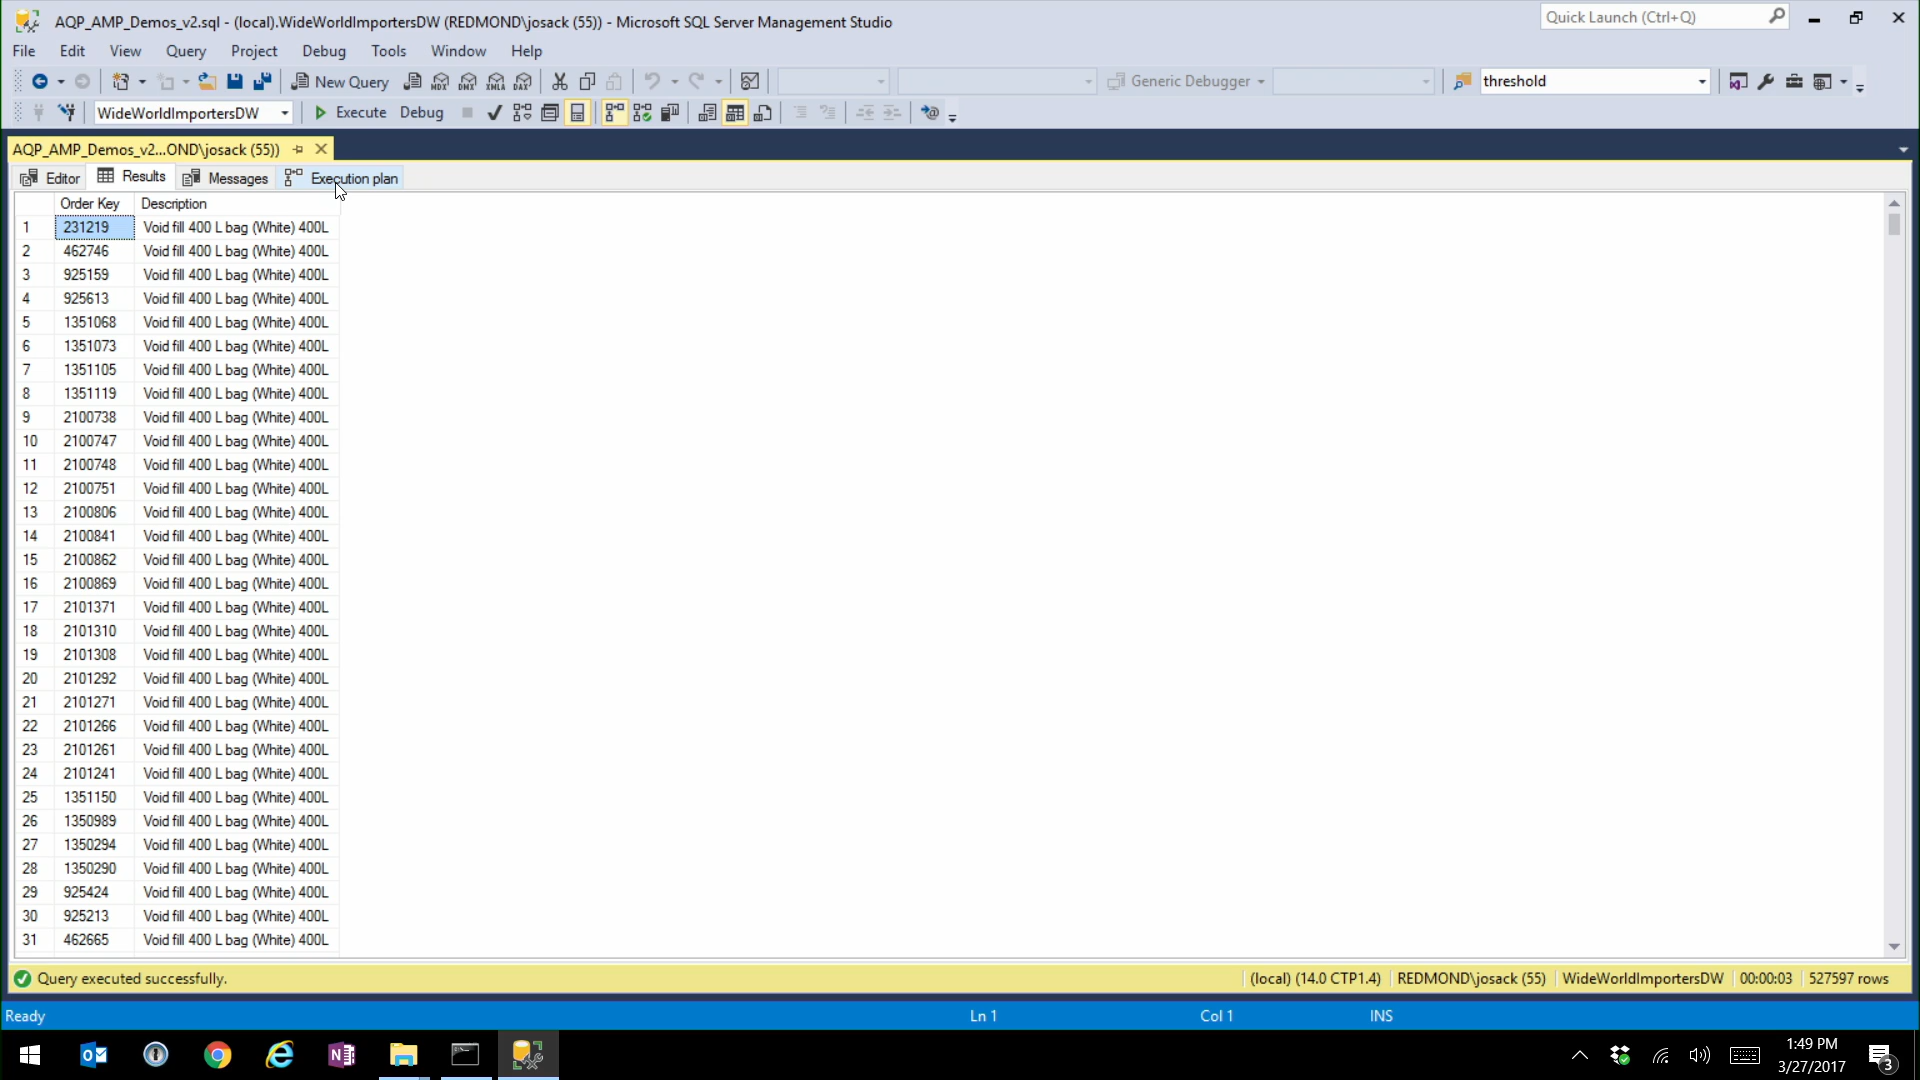 AQP_AMP_Demos_v2.sql - (local).WideWorldImportersDW (REDMOND\josack (55)) - Microsoft SQL Server Management Studio
Quick Launch (Ctrl+Q)
File Edit View Query Project Debug Tools Window Help
New Query MDX DMX XMLA DAX Generic Debugger threshold
WideWorldImportersDW Execute Debug
AQP_AMP_Demos_v2...OND\josack (55))
Editor Results Messages Execution plan
Order Key Description
1 231219 Void fill 400 L bag (White) 400L
2 462746 Void fill 400 L bag (White) 400L
3 925159 Void fill 400 L bag (White) 400L
4 925613 Void fill 400 L bag (White) 400L
5 1351068 Void fill 400 L bag (White) 400L
6 1351073 Void fill 400 L bag (White) 400L
7 1351105 Void fill 400 L bag (White) 400L
8 1351119 Void fill 400 L bag (White) 400L
9 2100738 Void fill 400 L bag (White) 400L
10 2100747 Void fill 400 L bag (White) 400L
11 2100748 Void fill 400 L bag (White) 400L
12 2100751 Void fill 400 L bag (White) 400L
13 2100806 Void fill 400 L bag (White) 400L
14 2100841 Void fill 400 L bag (White) 400L
15 2100862 Void fill 400 L bag (White) 400L
16 2100869 Void fill 400 L bag (White) 400L
17 2101371 Void fill 400 L bag (White) 400L
18 2101310 Void fill 400 L bag (White) 400L
19 2101308 Void fill 400 L bag (White) 400L
20 2101292 Void fill 400 L bag (White) 400L
21 2101271 Void fill 400 L bag (White) 400L
22 2101266 Void fill 400 L bag (White) 400L
23 2101261 Void fill 400 L bag (White) 400L
24 2101241 Void fill 400 L bag (White) 400L
25 1351150 Void fill 400 L bag (White) 400L
26 1350989 Void fill 400 L bag (White) 400L
27 1350294 Void fill 400 L bag (White) 400L
28 1350290 Void fill 400 L bag (White) 400L
29 925424 Void fill 400 L bag (White) 400L
30 925213 Void fill 400 L bag (White) 400L
31 462665 Void fill 400 L bag (White) 400L
Query executed successfully. (local) (14.0 CTP1.4) REDMOND\josack (55) WideWorldImportersDW 00:00:03 527597 rows
Ready Ln 1 Col 1 INS
1:49 PM
3/27/2017
3